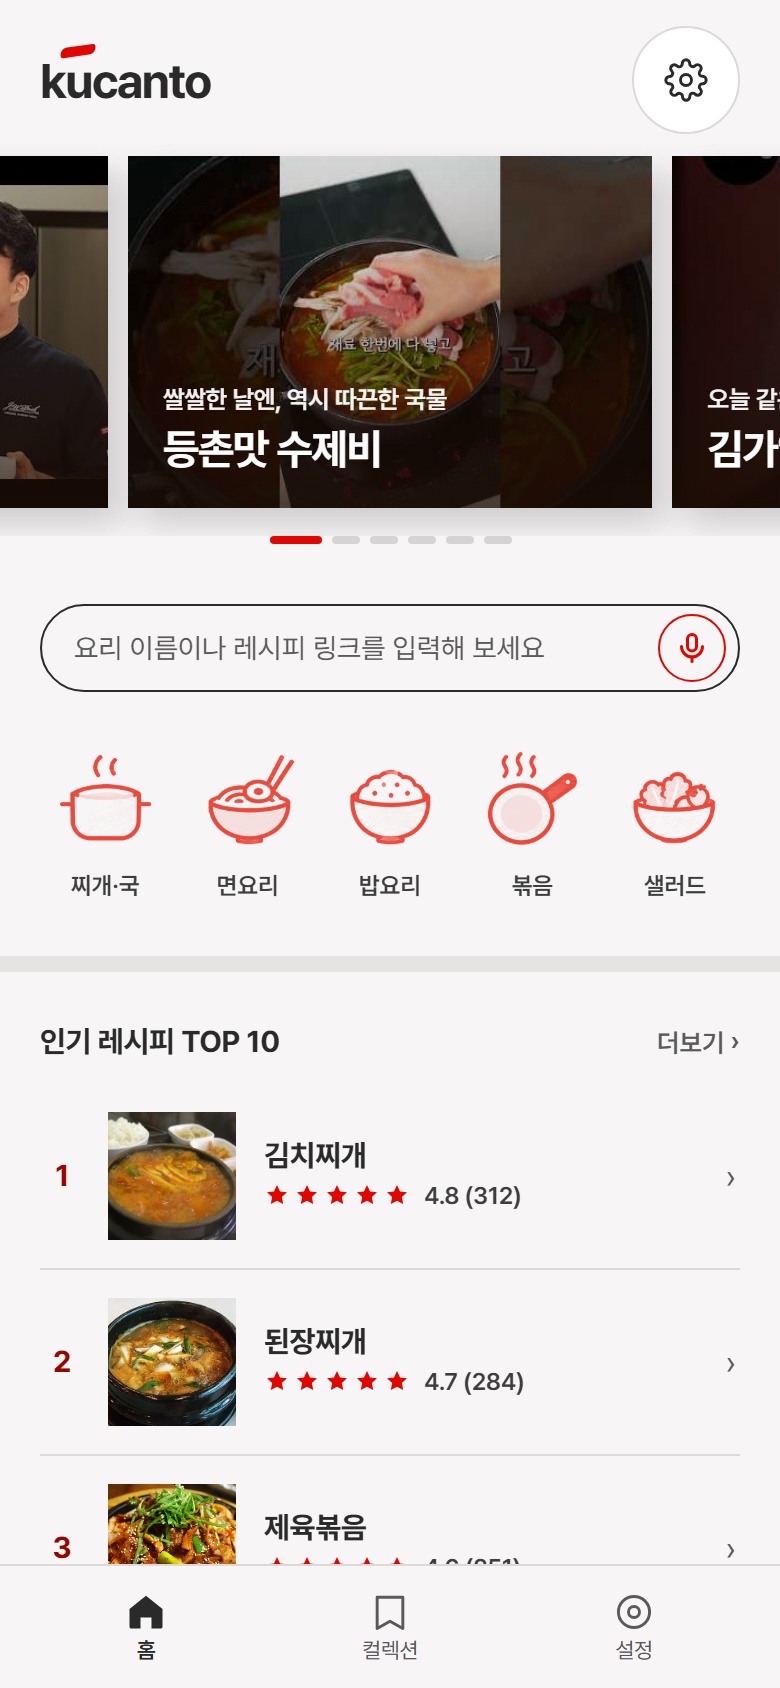 kucanto
재료 한번에 다 넣고
쌀쌀한 날엔, 역시 따끈한 국물
등촌맛 수제비
오늘 같
김가
요리 이름이나 레시피 링크를 입력해 보세요
찌개·국
면요리
밥요리
볶음
샐러드
인기 레시피 TOP 10
더보기 ›
1
김치찌개
4.8 (312)
2
된장찌개
4.7 (284)
3
제육볶음
홈
컬렉션
설정